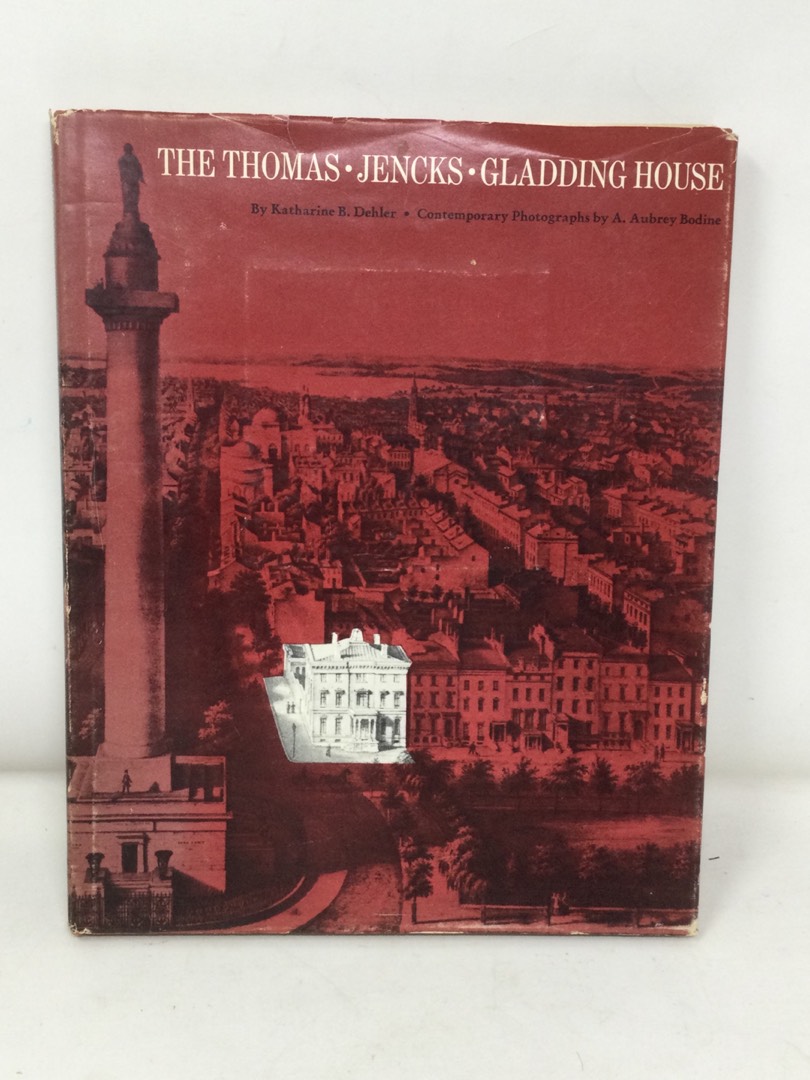 THE THOMAS • JENCKS • GLADDING HOUSE
By Katharine B. Dehler • Contemporary Photographs by A. Aubrey Bodine